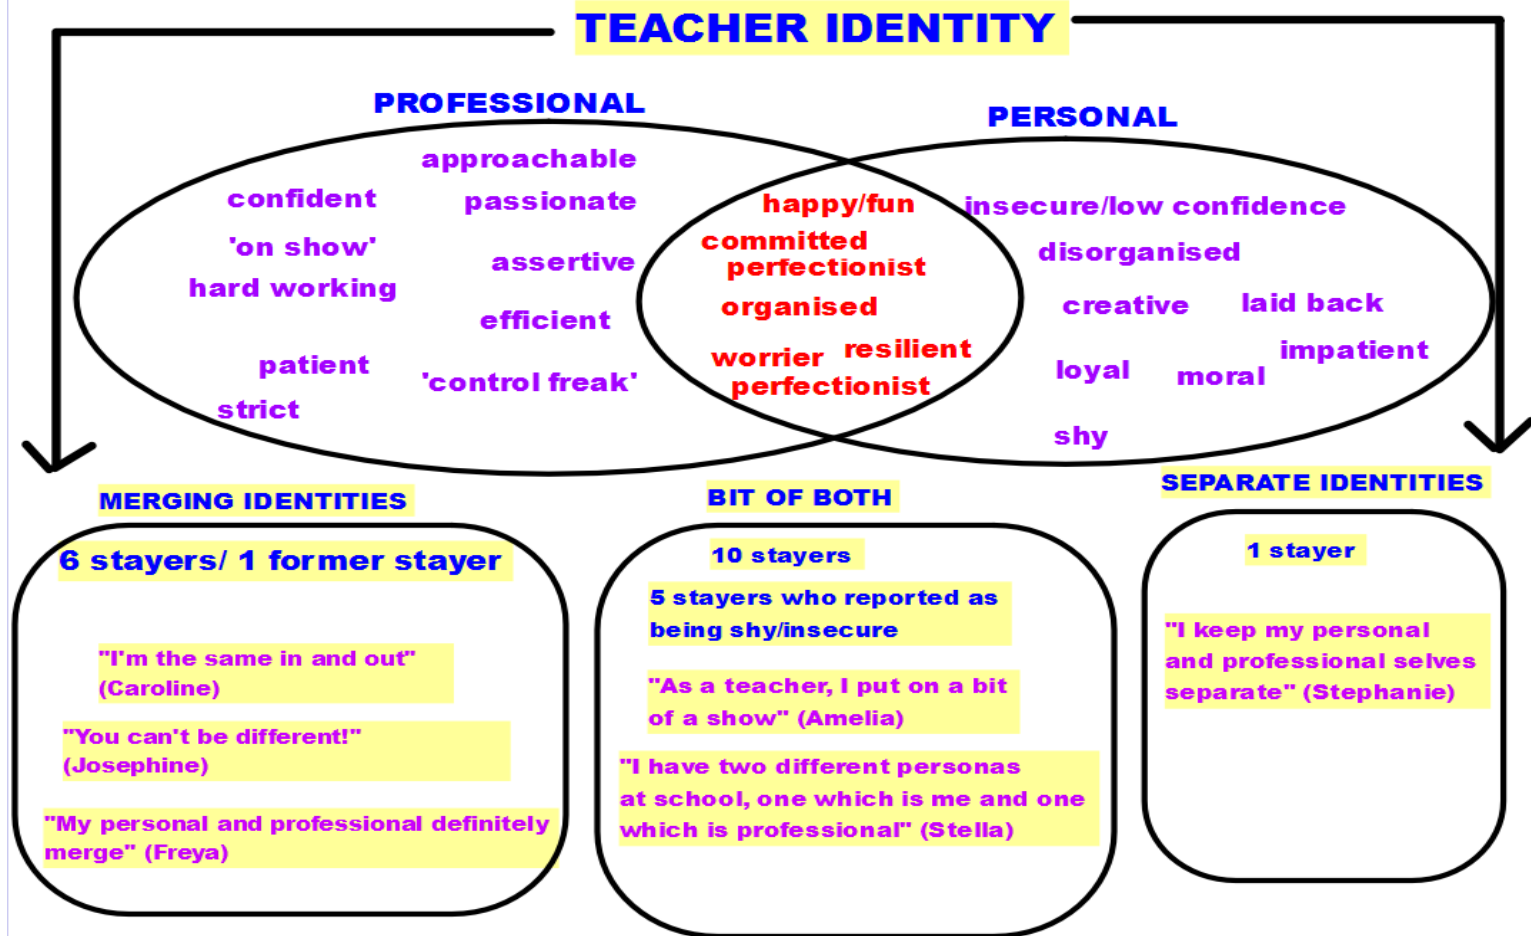 TEACHER IDENTITY
PROFESSIONAL
PERSONAL
approachable
confident
passionate
'on show'
assertive
hard working
efficient
patient
'control freak'
strict
happy/fun
committed
perfectionist
organised
worrier
resilient
perfectionist
insecure/low confidence
disorganised
creative
laid back
impatient
loyal
moral
shy
MERGING IDENTITIES
6 stayers/ 1 former stayer
"I'm the same in and out"
(Caroline)
"You can't be different!"
(Josephine)
"My personal and professional definitely
merge" (Freya)
BIT OF BOTH
10 stayers
5 stayers who reported as
being shy/insecure
"As a teacher, I put on a bit
of a show" (Amelia)
"I have two different personas
at school, one which is me and one
which is professional" (Stella)
SEPARATE IDENTITIES
1 stayer
"I keep my personal
and professional selves
separate" (Stephanie)